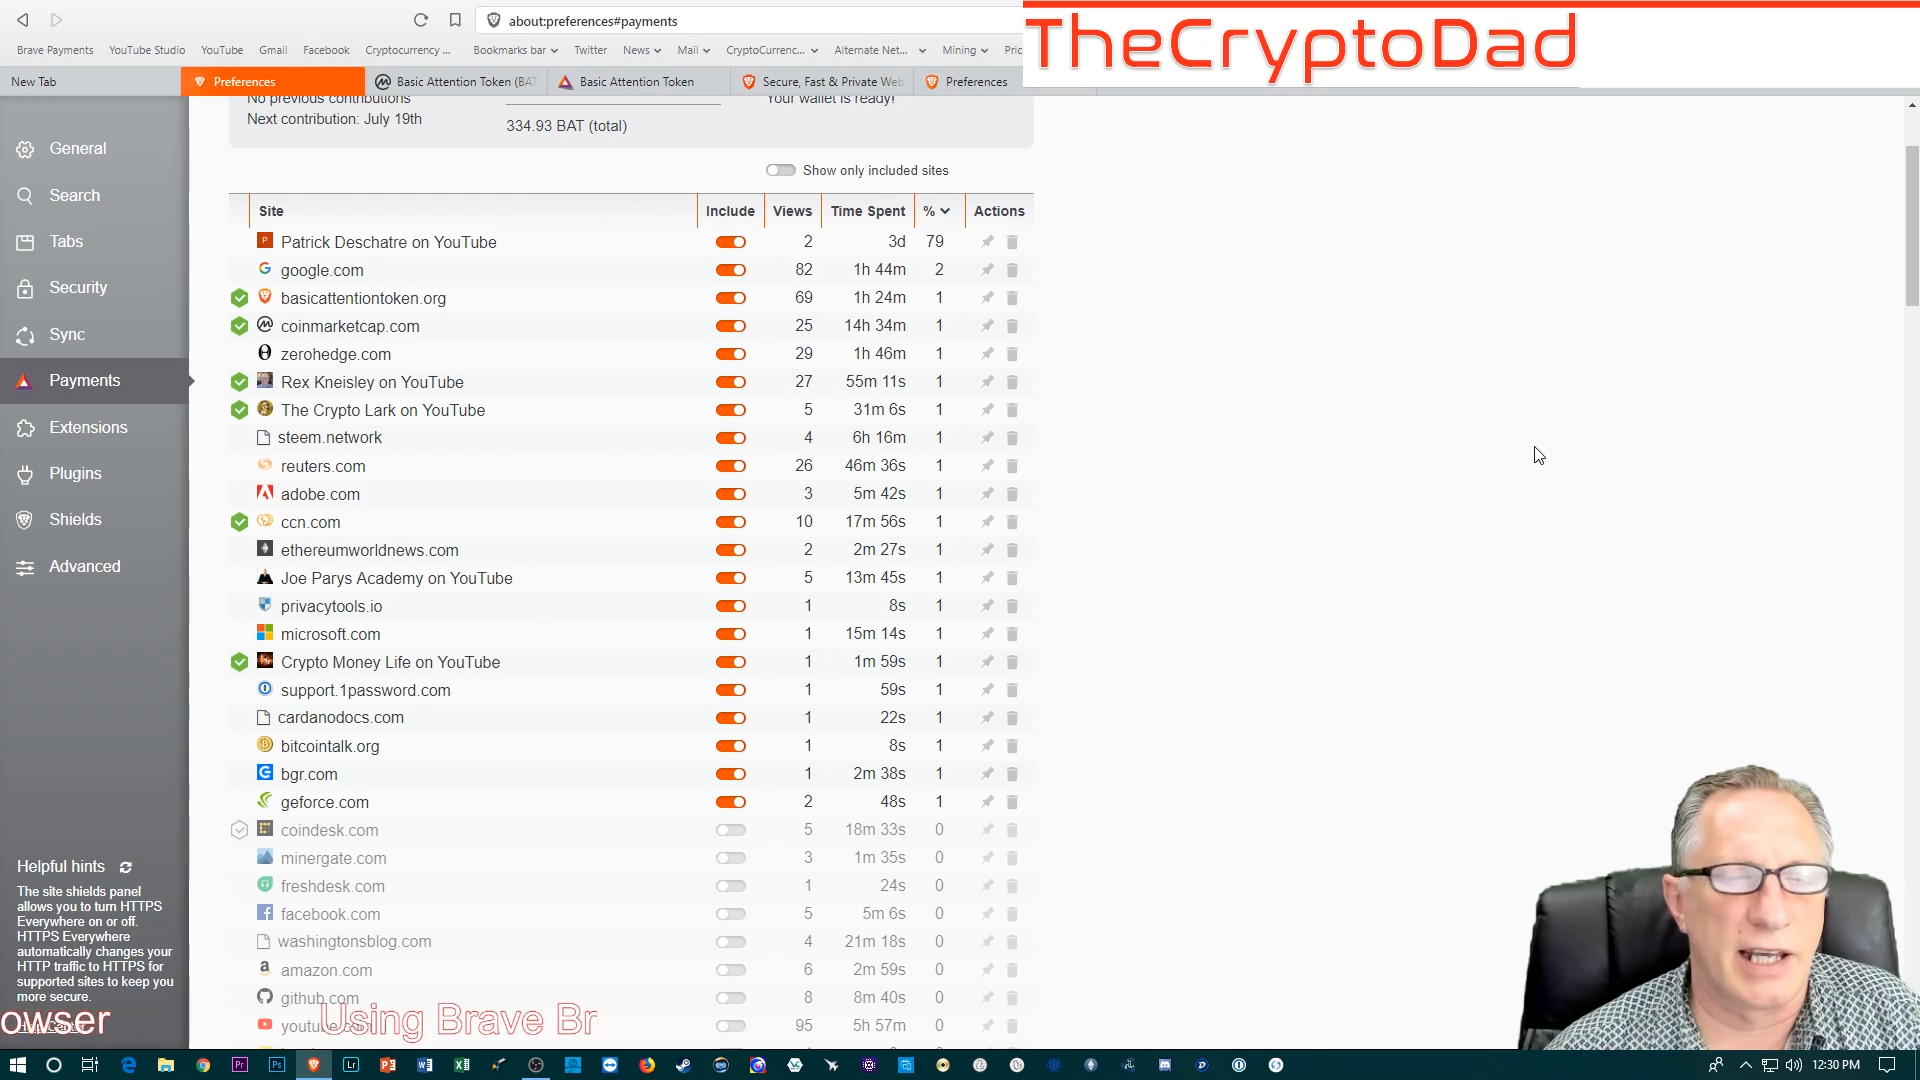 about:preferences#payments
TheCryptoDad
Brave Payments YouTube Studio YouTube Gmail Facebook Cryptocurrency ... Bookmarks bar Twitter News Mail CryptoCurrenc... Alternate Net... Mining
New Tab Preferences Basic Attention Token (BAT Basic Attention Token Secure, Fast & Private Web Preferences
No previous contributions
Your wallet is ready!
Next contribution: July 19th
334.93 BAT (total)
Show only included sites
General
Search
Tabs
Security
Sync
Payments
Extensions
Plugins
Shields
Advanced
Site Include Views Time Spent % Actions
Patrick Deschatre on YouTube 2 3d 79
google.com 82 1h 44m 2
basicattentiontoken.org 69 1h 24m 1
coinmarketcap.com 25 14h 34m 1
zerohedge.com 29 1h 46m 1
Rex Kneisley on YouTube 27 55m 11s 1
The Crypto Lark on YouTube 5 31m 6s 1
steem.network 4 6h 16m 1
reuters.com 26 46m 36s 1
adobe.com 3 5m 42s 1
ccn.com 10 17m 56s 1
ethereumworldnews.com 2 2m 27s 1
Joe Parys Academy on YouTube 5 13m 45s 1
privacytools.io 1 8s 1
microsoft.com 1 15m 14s 1
Crypto Money Life on YouTube 1 1m 59s 1
support.1password.com 1 59s 1
cardanodocs.com 1 22s 1
bitcointalk.org 1 8s 1
bgr.com 1 2m 38s 1
geforce.com 2 48s 1
coindesk.com 5 18m 33s 0
minergate.com 3 1m 35s 0
freshdesk.com 1 24s 0
facebook.com 5 5m 6s 0
washingtonsblog.com 4 21m 18s 0
amazon.com 6 2m 59s 0
github.com 8 8m 40s 0
95 5h 57m 0
Helpful hints
The site shields panel
allows you to turn HTTPS
Everywhere on or off.
HTTPS Everywhere
automatically changes your
HTTP traffic to HTTPS for
supported sites to keep you
more secure.
owser Using Brave Br
12:30 PM